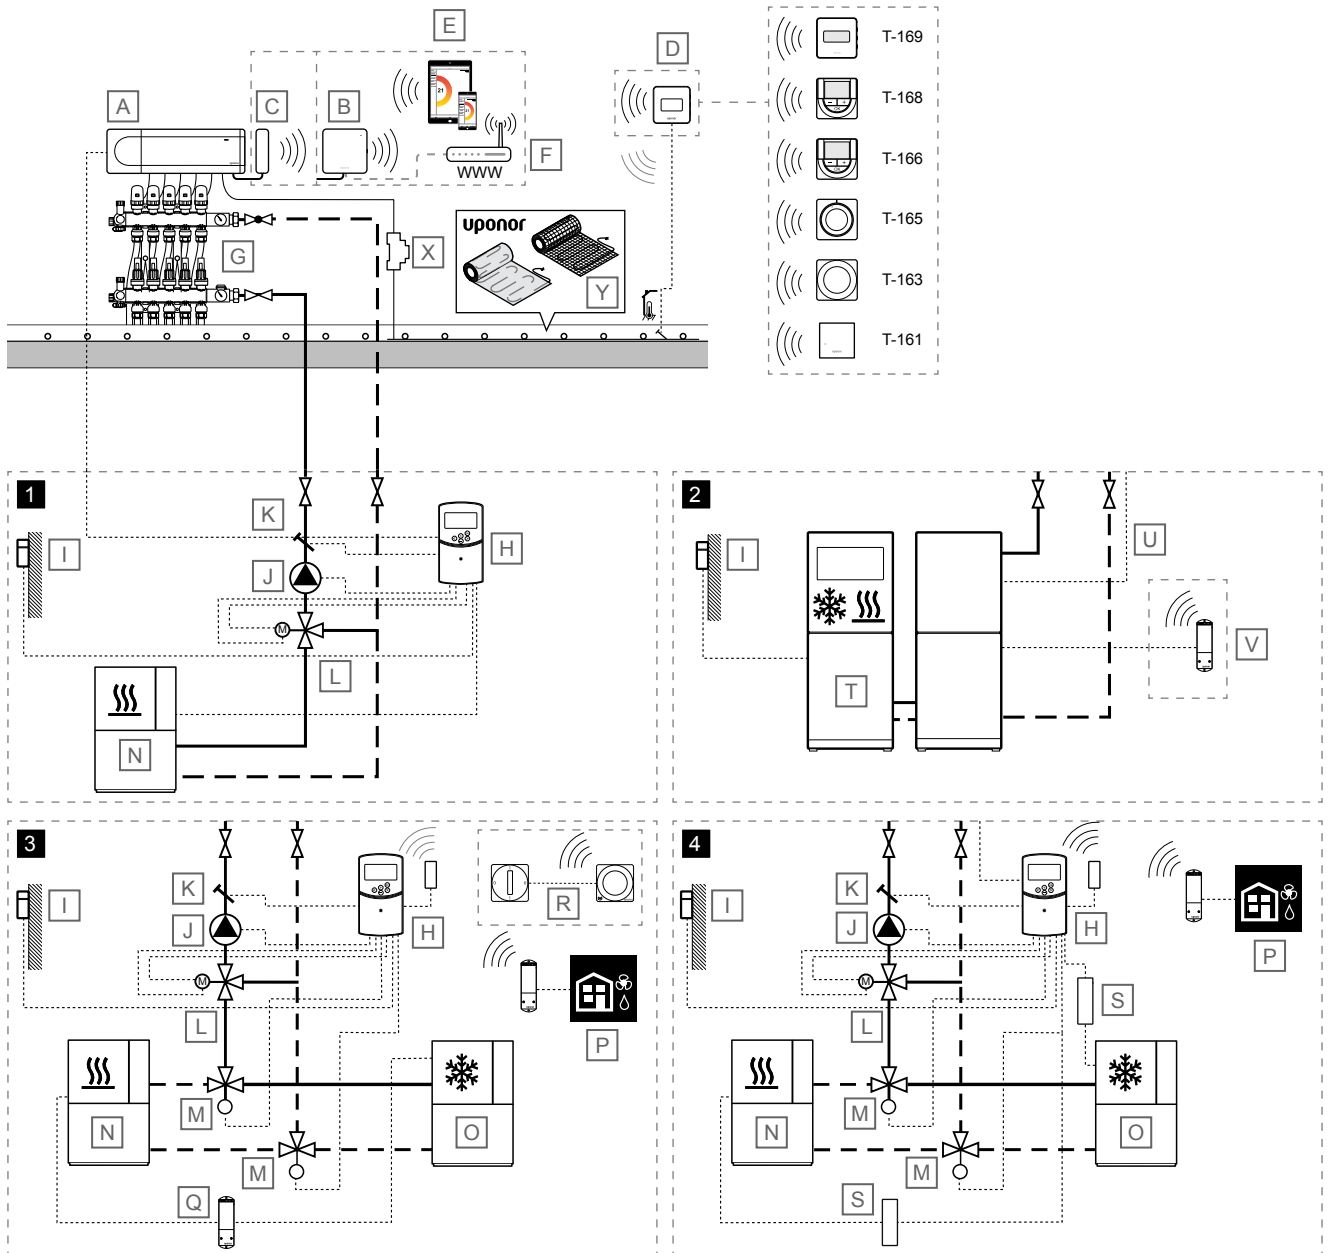 E
D
T-169
A
C
B
T-168
F
WWW
T-166
uponor
T-165
G
X
Y
T-163
T-161
1
K
H
I
J
M
L
N
2
I
U
V
T
3
K
I
J
H
R
M
L
P
N
M
O
M
Q
4
K
I
J
H
P
M
L
S
N
M
O
M
S